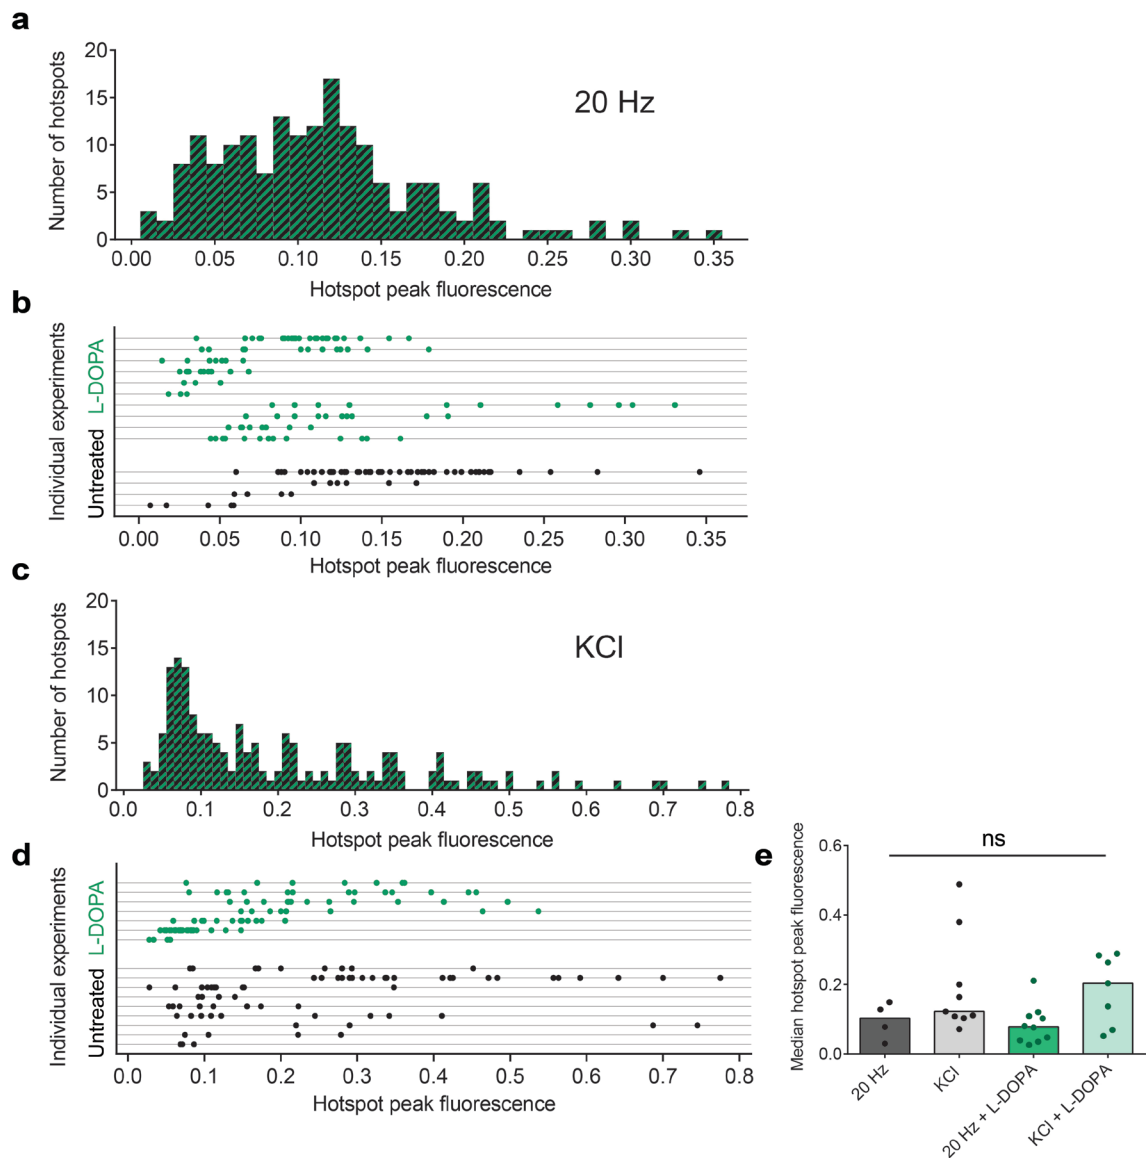 a
20
15
10
5
0
Number of hotspots
20 Hz
0.00 0.05 0.10 0.15 0.20 0.25 0.30 0.35
Hotspot peak fluorescence
b
Individual experiments
L-DOPA
Untreated
0.00 0.05 0.10 0.15 0.20 0.25 0.30 0.35
Hotspot peak fluorescence
c
20
15
10
5
0
Number of hotspots
KCl
0.0 0.1 0.2 0.3 0.4 0.5 0.6 0.7 0.8
Hotspot peak fluorescence
d
Individual experiments
L-DOPA
Untreated
0.0 0.1 0.2 0.3 0.4 0.5 0.6 0.7 0.8
Hotspot peak fluorescence
e
Median hotspot peak fluorescence
0.6
0.4
0.2
0.0
ns
20 Hz
KCl
20 Hz + L-DOPA
KCl + L-DOPA